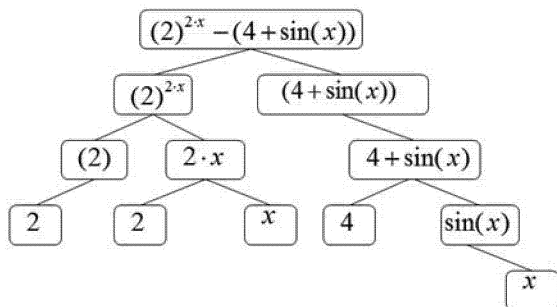 (2)^{2·x} − (4 + sin(x))
(2)^{2·x} (4 + sin(x))
(2) 2·x 4 + sin(x)
2 2 x 4 sin(x)
x